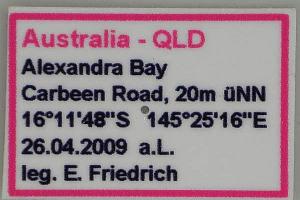 Australia - QLD
Alexandra Bay
Carbeen Road, 20m üNN
16°11'48"S 145°25'16"E
26.04.2009 a.L.
leg. E. Friedrich